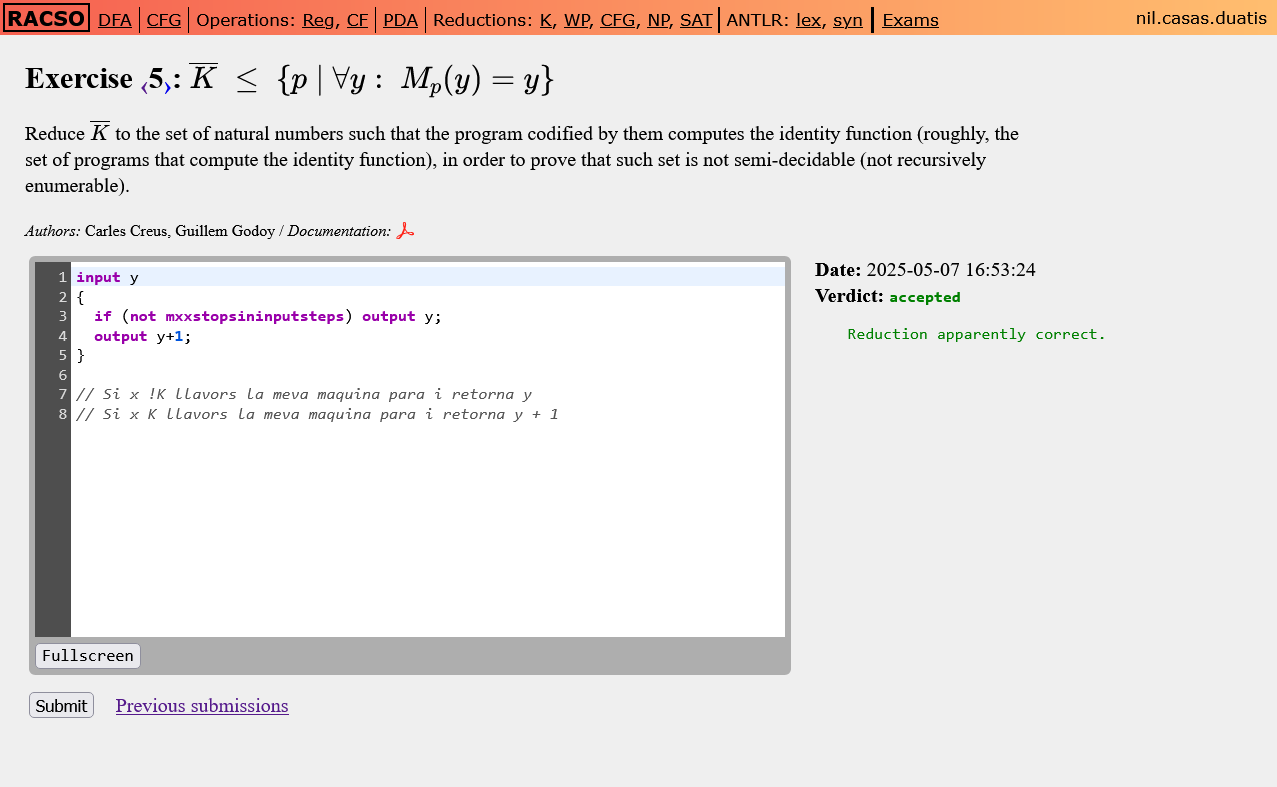 RACSO DFA CFG Operations: Reg, CF PDA Reductions: K, WP, CFG, NP, SAT ANTLR: lex, syn Exams nil.casas.duatis
Exercise ‹5›: K̅ ≤ {p | ∀y : Mₚ(y) = y}
Reduce K̅ to the set of natural numbers such that the program codified by them computes the identity function (roughly, the
set of programs that compute the identity function), in order to prove that such set is not semi-decidable (not recursively
enumerable).
Authors: Carles Creus, Guillem Godoy / Documentation:
1 input y
2 {
3 if (not mxxstopsininputsteps) output y;
4 output y+1;
5 }
6
7 // Si x !K llavors la meva maquina para i retorna y
8 // Si x K llavors la meva maquina para i retorna y + 1
Fullscreen
Submit Previous submissions
Date: 2025-05-07 16:53:24
Verdict: accepted
Reduction apparently correct.